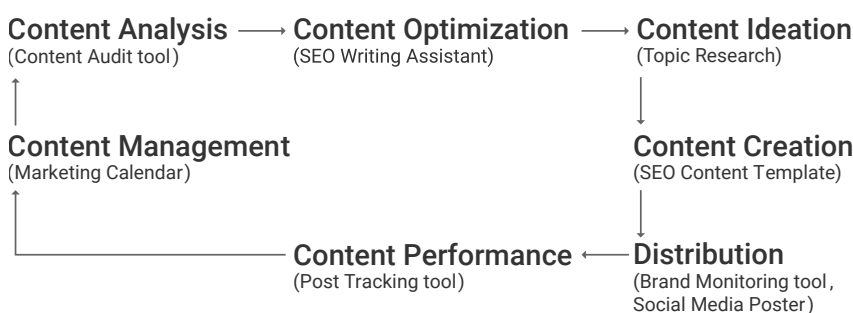 Content Analysis
(Content Audit tool)
Content Optimization
(SEO Writing Assistant)
Content Ideation
(Topic Research)
Content Management
(Marketing Calendar)
Content Creation
(SEO Content Template)
Content Performance
(Post Tracking tool)
Distribution
(Brand Monitoring tool,
Social Media Poster)